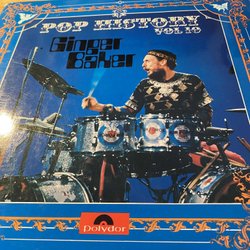 POP HISTORY
VOL 16
Ginger
Baker
polydor